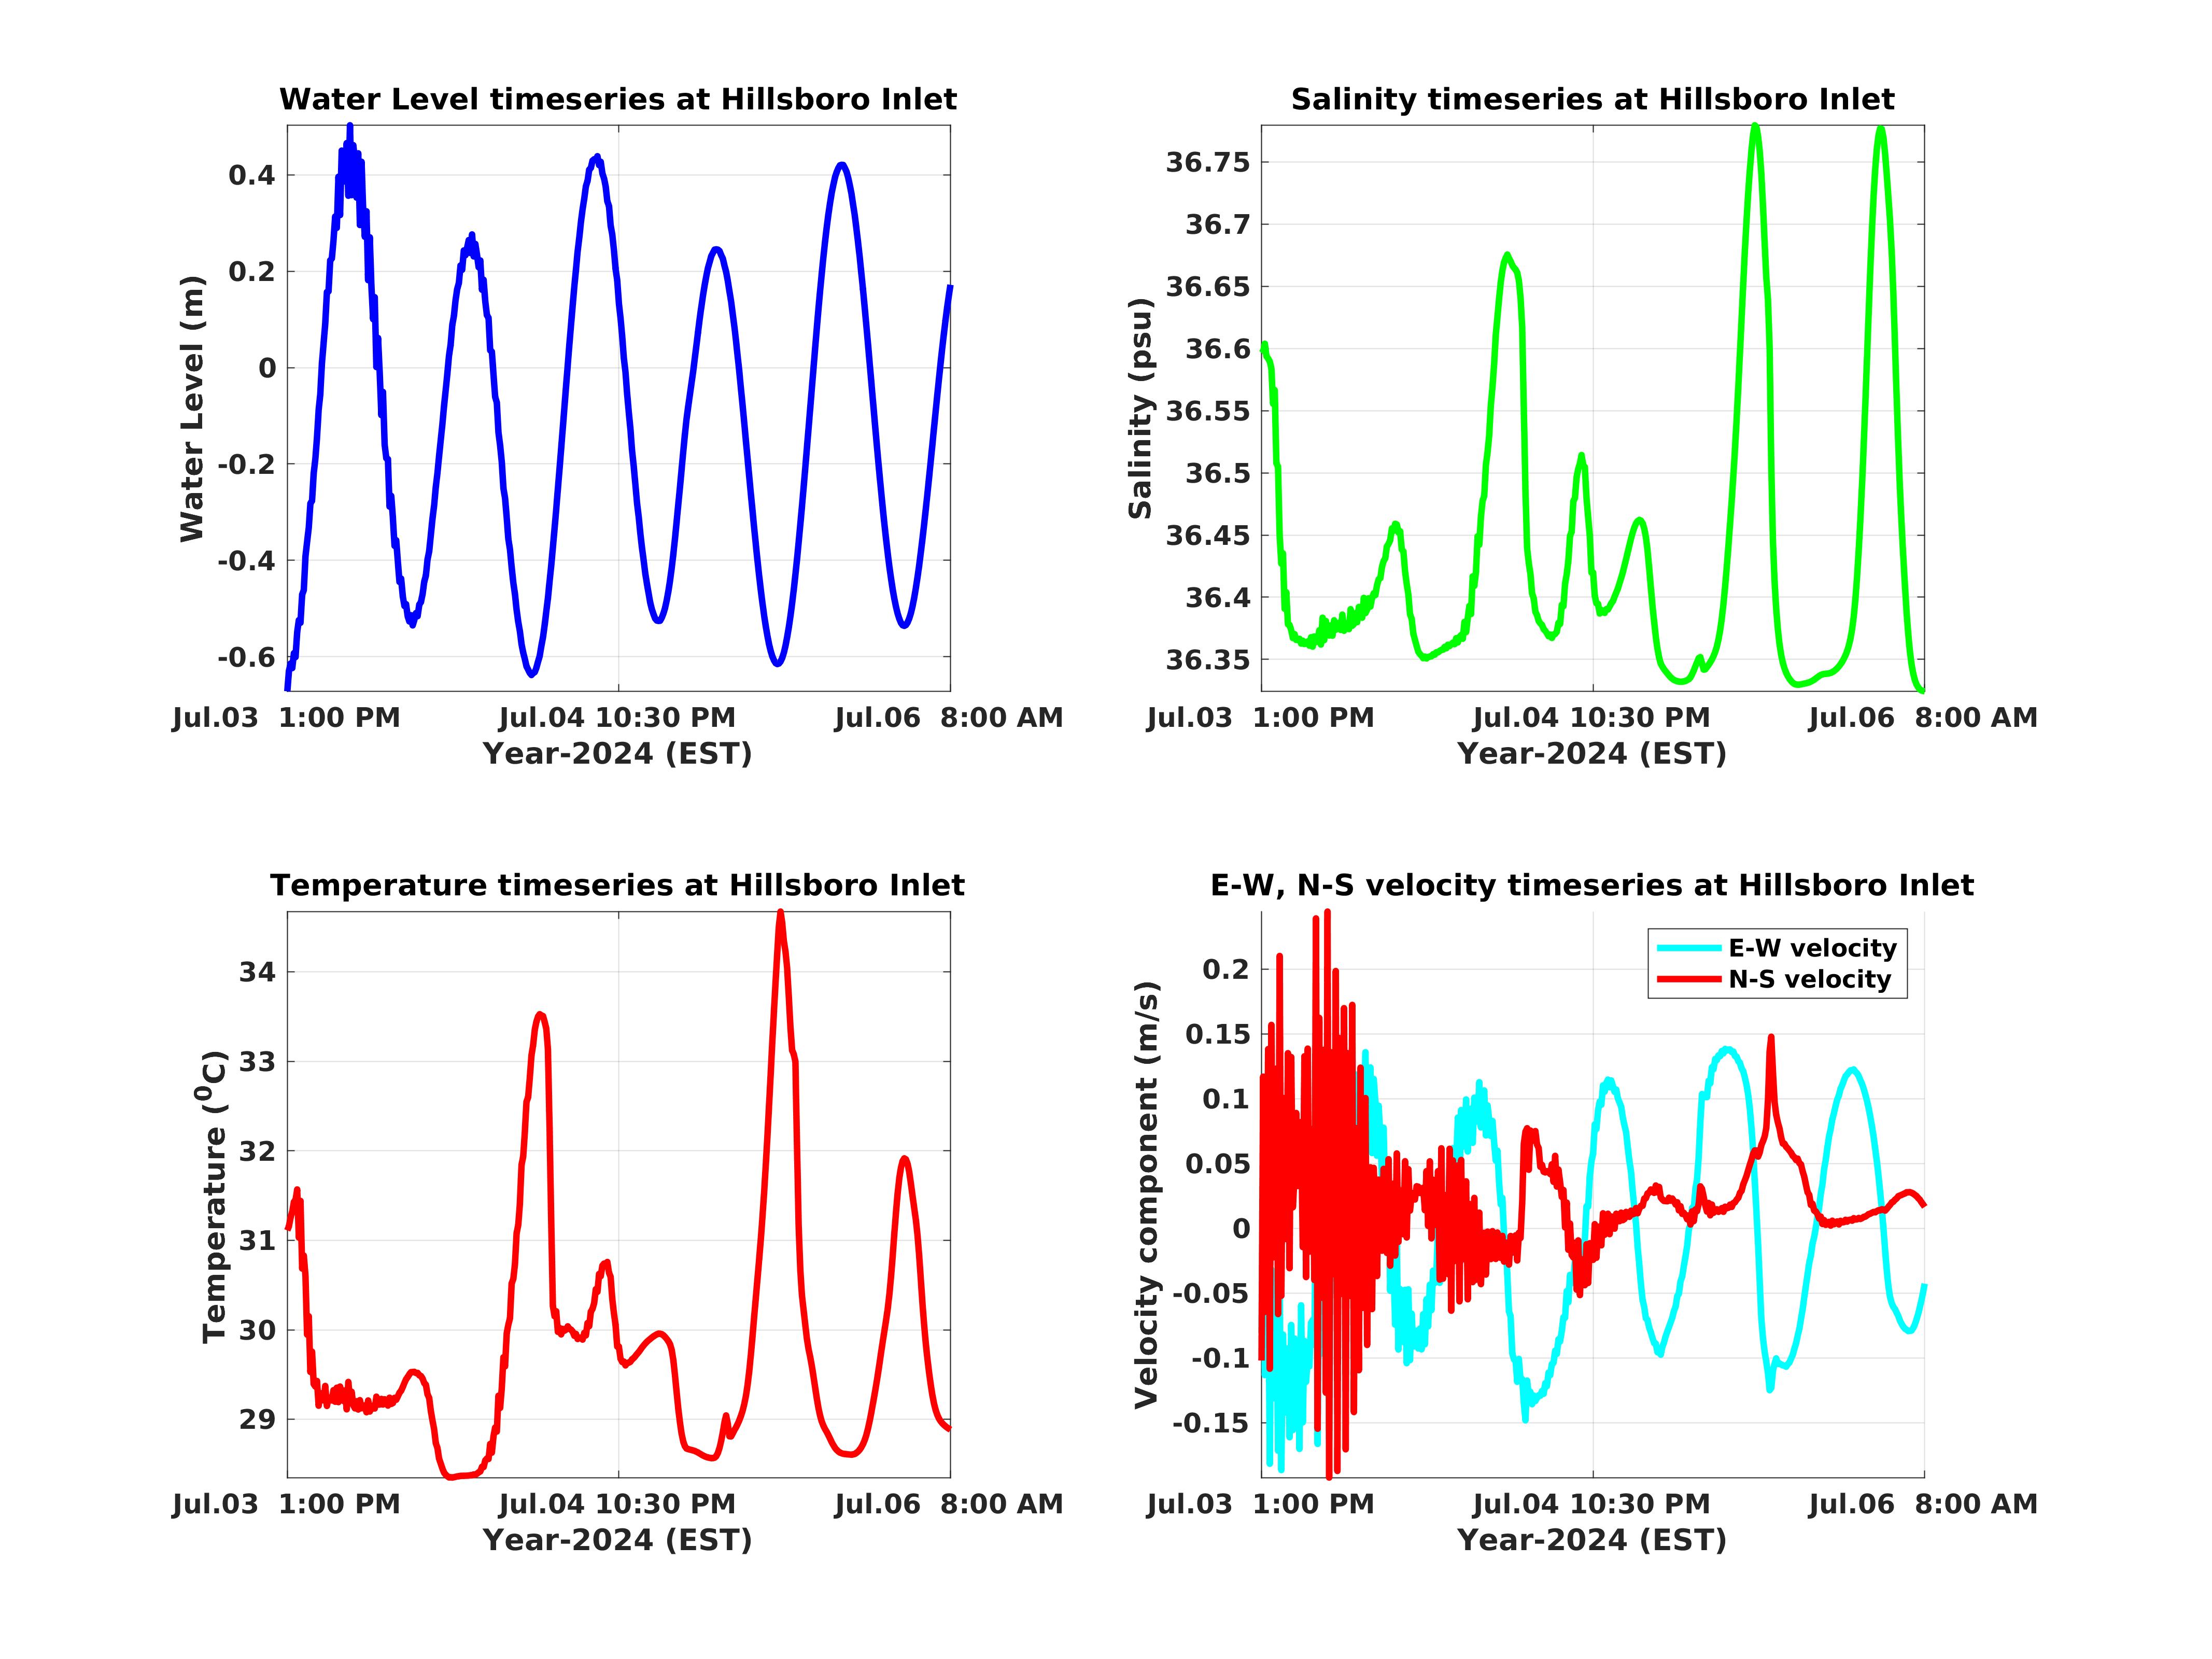 Water Level timeseries at Hillsboro Inlet
0.4
0.2
0
-0.2
-0.4
-0.6
Water Level (m)
Jul.03 1:00 PM Jul.04 10:30 PM Jul.06 8:00 AM
Year-2024 (EST)
Salinity timeseries at Hillsboro Inlet
36.75
36.7
36.65
36.6
36.55
36.5
36.45
36.4
36.35
Salinity (psu)
Jul.03 1:00 PM Jul.04 10:30 PM Jul.06 8:00 AM
Year-2024 (EST)
Temperature timeseries at Hillsboro Inlet
34
33
32
31
30
29
Temperature (⁰C)
Jul.03 1:00 PM Jul.04 10:30 PM Jul.06 8:00 AM
Year-2024 (EST)
E-W, N-S velocity timeseries at Hillsboro Inlet
E-W velocity
N-S velocity
0.2
0.15
0.1
0.05
0
-0.05
-0.1
-0.15
Velocity component (m/s)
Jul.03 1:00 PM Jul.04 10:30 PM Jul.06 8:00 AM
Year-2024 (EST)